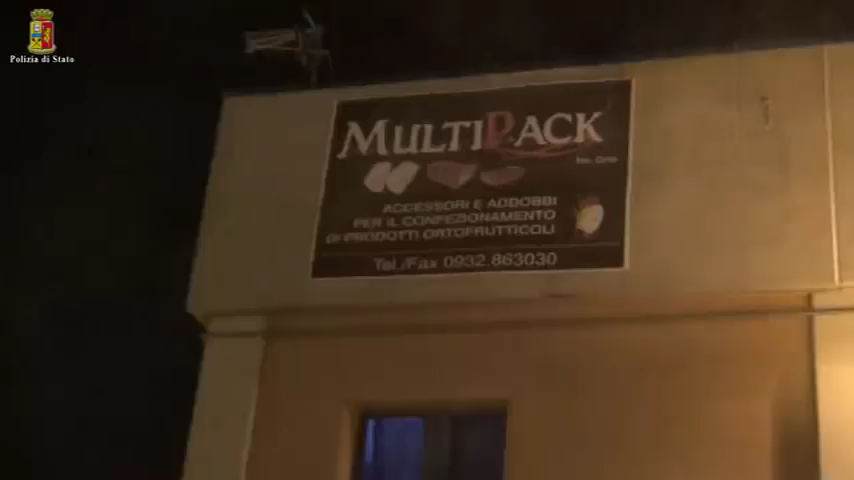 Polizia di Stato
MULTIPACK
ACCESSORI E ADDOBBI
PER IL CONFEZIONAMENTO
DI PRODOTTI ORTOFRUTTICOLI
Tel./Fax 0932.863030